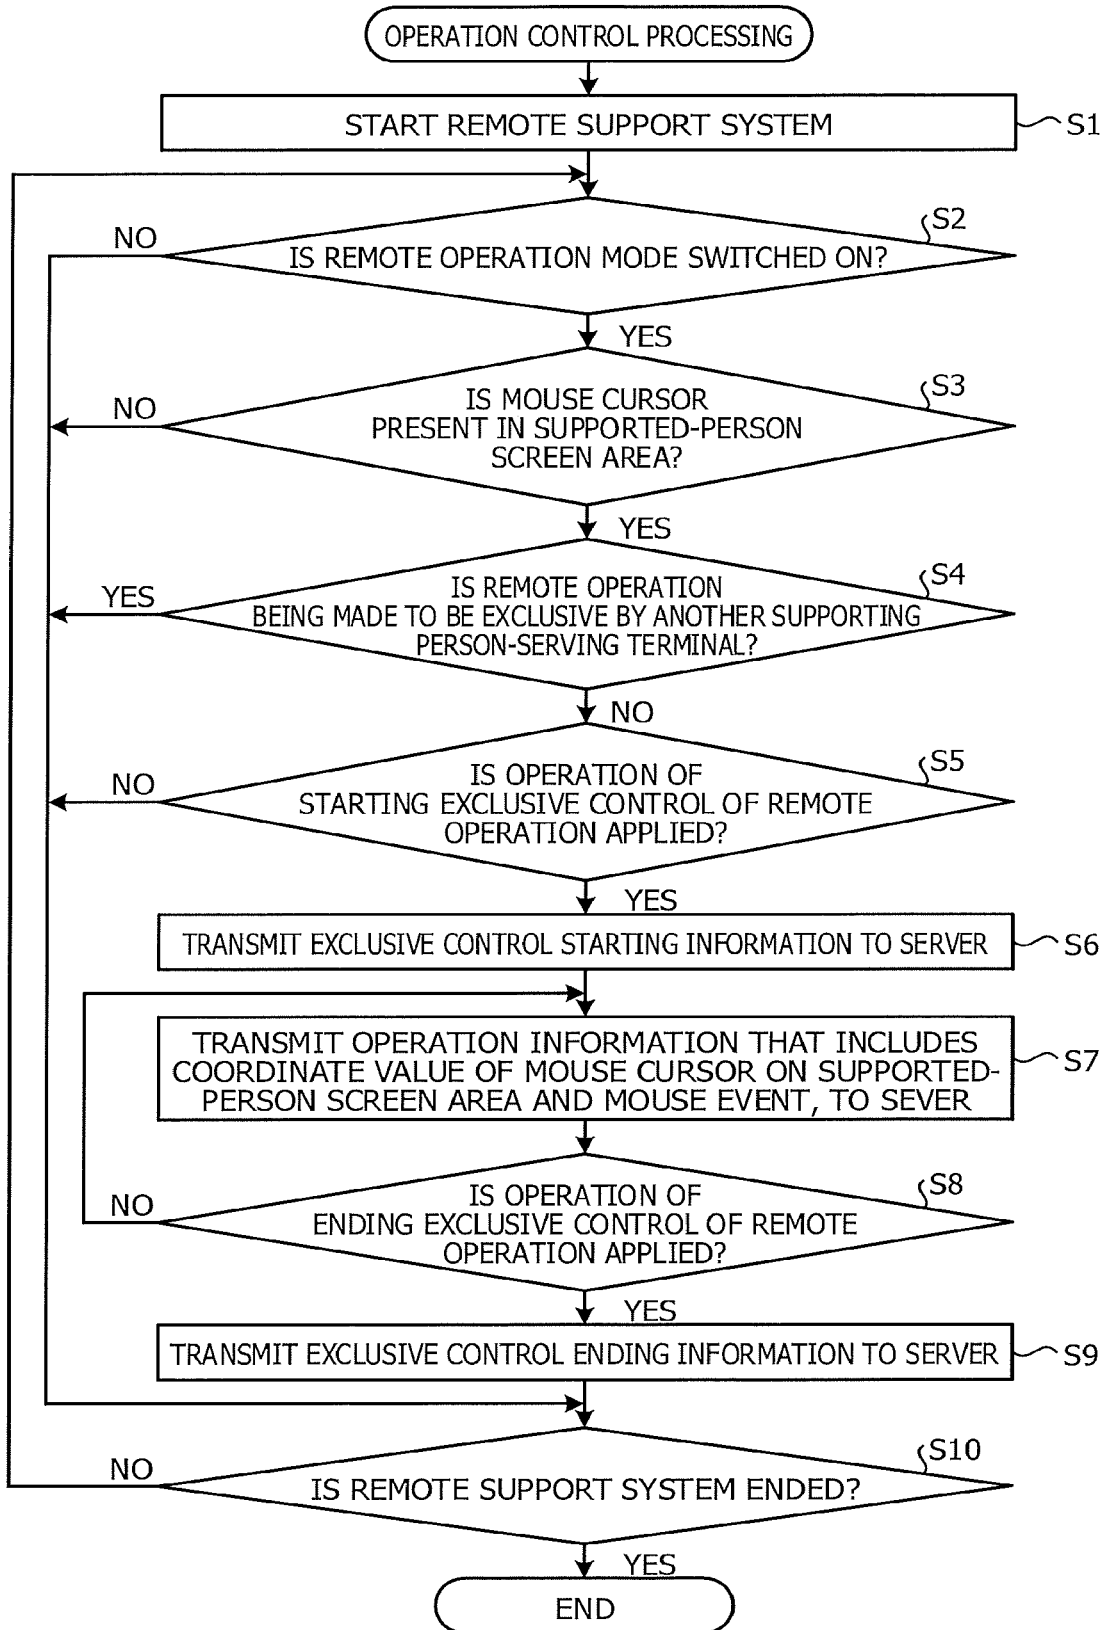 OPERATION CONTROL PROCESSING
START REMOTE SUPPORT SYSTEM
S1
S2
NO
IS REMOTE OPERATION MODE SWITCHED ON?
YES
S3
IS MOUSE CURSOR
NO
PRESENT IN SUPPORTED-PERSON
SCREEN AREA?
YES
S4
IS REMOTE OPERATION
YES
BEING MADE TO BE EXCLUSIVE BY ANOTHER SUPPORTING
PERSON-SERVING TERMINAL?
NO
S5
IS OPERATION OF
NO
STARTING EXCLUSIVE CONTROL OF REMOTE
OPERATION APPLIED?
YES
TRANSMIT EXCLUSIVE CONTROL STARTING INFORMATION TO SERVER
S6
TRANSMIT OPERATION INFORMATION THAT INCLUDES
COORDINATE VALUE OF MOUSE CURSOR ON SUPPORTED-
PERSON SCREEN AREA AND MOUSE EVENT, TO SEVER
S7
S8
IS OPERATION OF
NO
ENDING EXCLUSIVE CONTROL OF REMOTE
OPERATION APPLIED?
YES
TRANSMIT EXCLUSIVE CONTROL ENDING INFORMATION TO SERVER
S9
S10
NO
IS REMOTE SUPPORT SYSTEM ENDED?
YES
END